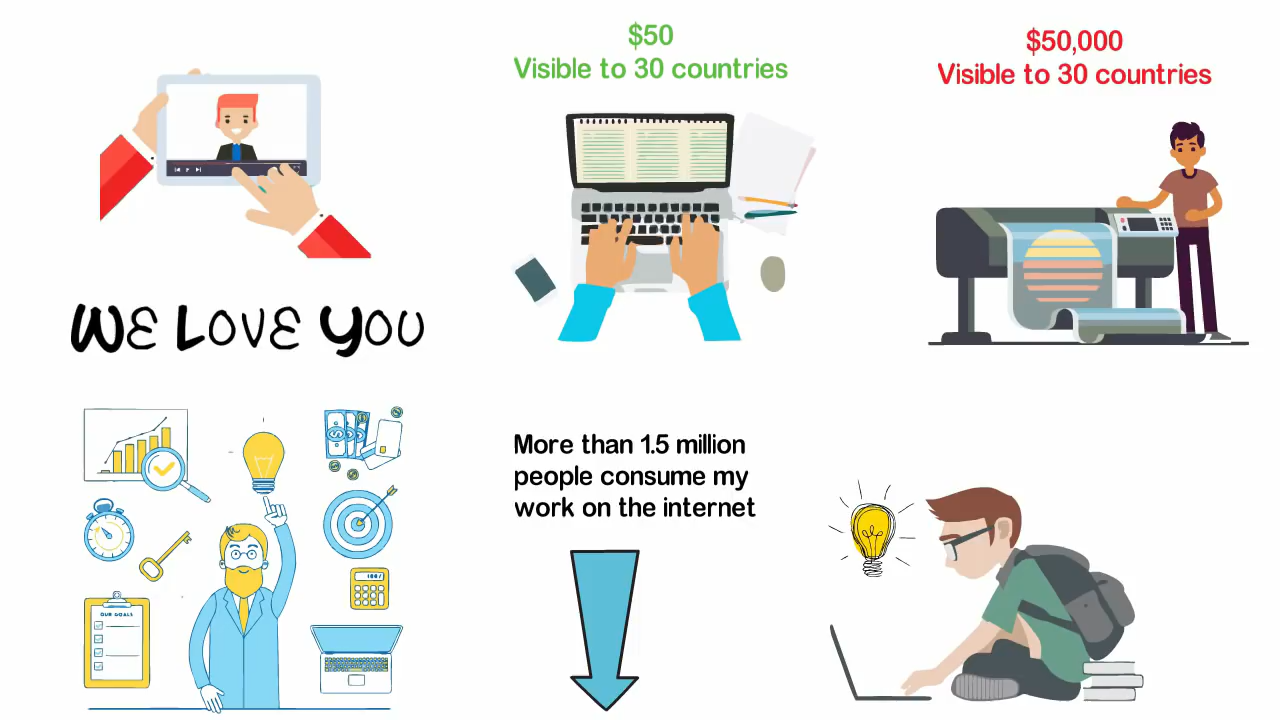 $50
Visible to 30 countries
$50,000
Visible to 30 countries
We Love You
More than 1.5 million
people consume my
work on the internet
OUR GOALS